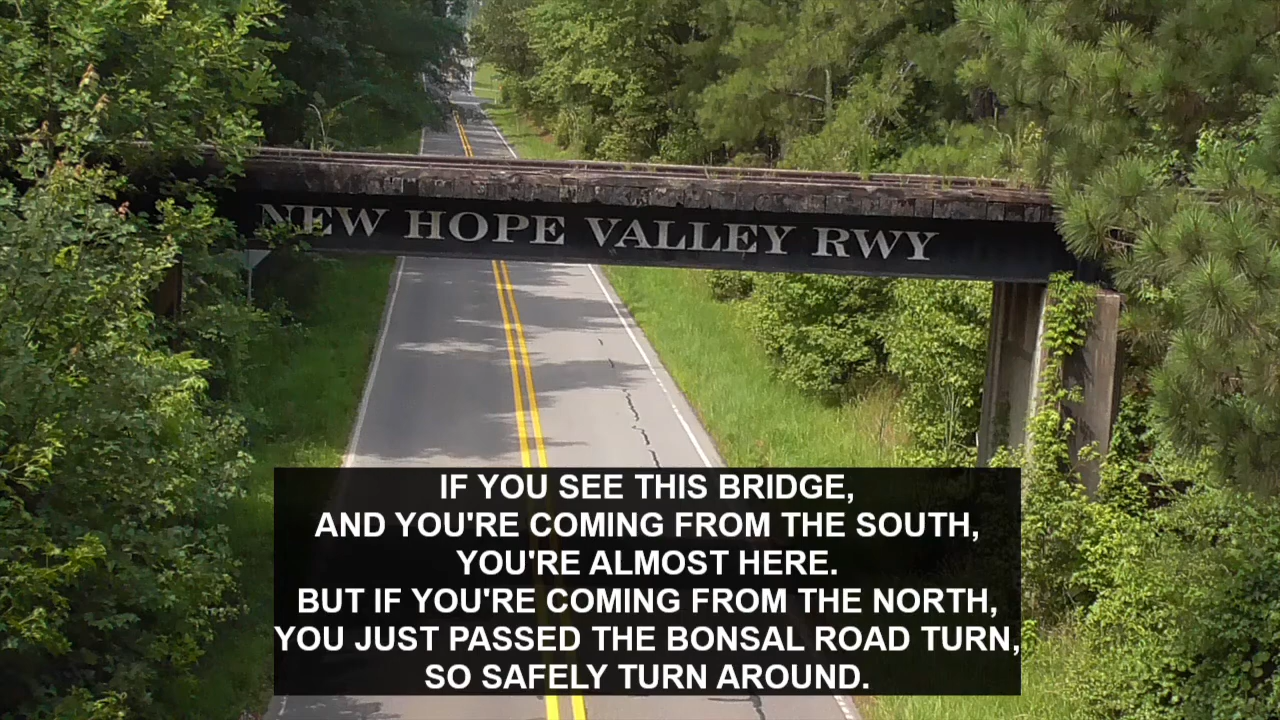 NEW HOPE VALLEY RWY
IF YOU SEE THIS BRIDGE,
AND YOU'RE COMING FROM THE SOUTH,
YOU'RE ALMOST HERE.
BUT IF YOU'RE COMING FROM THE NORTH,
YOU JUST PASSED THE BONSAL ROAD TURN,
SO SAFELY TURN AROUND.